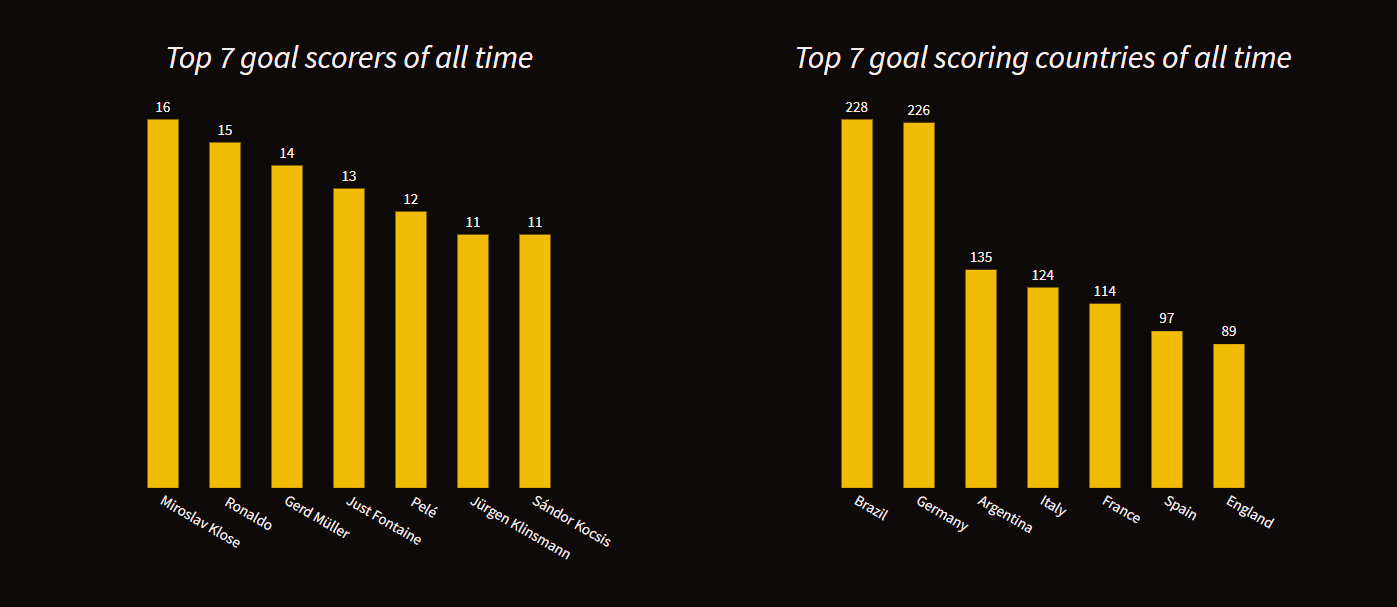 Top 7 goal scorers of all time
16
15
14
13
12
11
11
Miroslav Klose
Ronaldo
Gerd Müller
Just Fontaine
Pelé
Jürgen Klinsmann
Sándor Kocsis
Top 7 goal scoring countries of all time
228
226
135
124
114
97
89
Brazil
Germany
Argentina
Italy
France
Spain
England